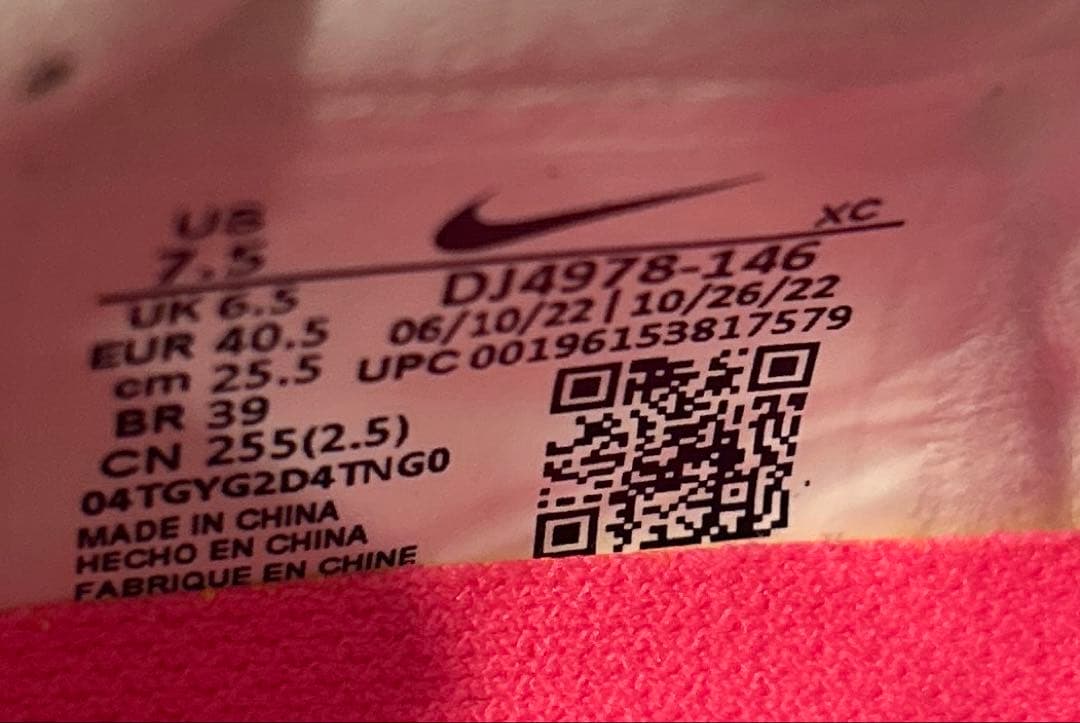 US
7.5
XC
UK 6.5
DJ4978-146
EUR 40.5
06/10/22 | 10/26/22
cm 25.5
UPC 00196153817579
BR 39
CN 255(2.5)
04TGYG2D4TNG0
MADE IN CHINA
HECHO EN CHINA
FABRIQUE EN CHINE